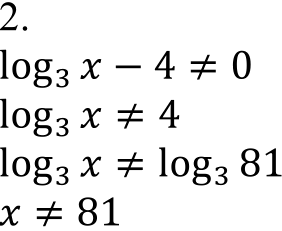 2.
log₃ x − 4 ≠ 0
log₃ x ≠ 4
log₃ x ≠ log₃ 81
x ≠ 81